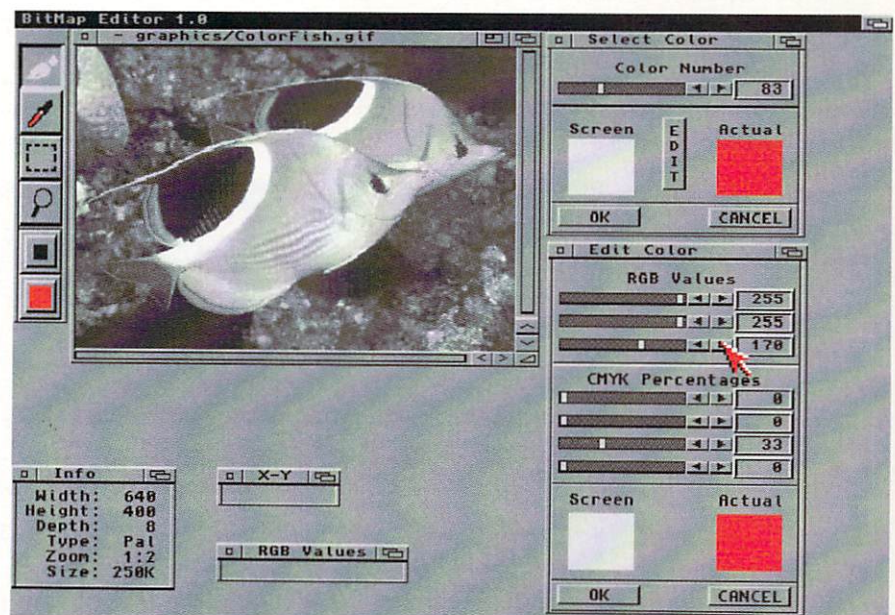 BitMap Editor 1.0
- graphics/ColorFish.gif
Select Color
Color Number
83
Screen
EDIT
Actual
OK
CANCEL
Edit Color
RGB Values
255
255
170
CMYK Percentages
0
0
33
0
Screen
Actual
OK
CANCEL
Info
Width: 640
Height: 400
Depth: 8
Type: Pal
Zoom: 1:2
Size: 250K
X-Y
RGB Values